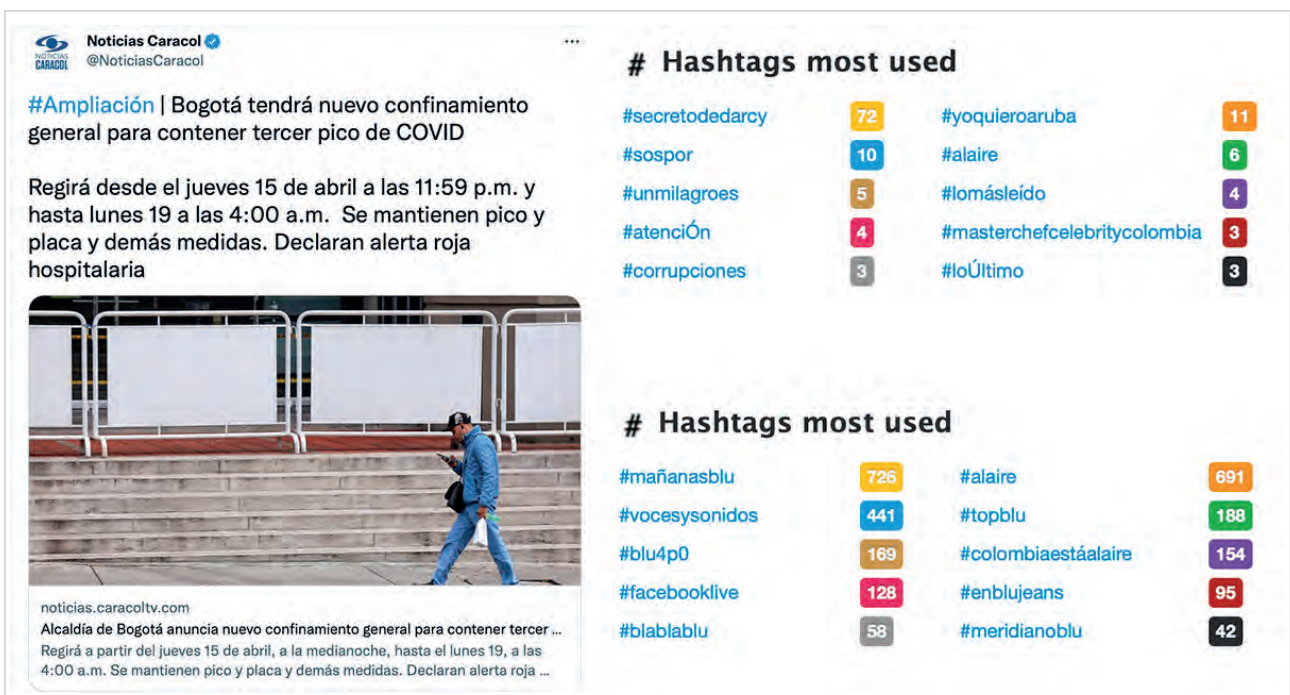 Noticias Caracol
@NoticiasCaracol
NOTICIAS
CARACOL
#Ampliación | Bogotá tendrá nuevo confinamiento
general para contener tercer pico de COVID
Regirá desde el jueves 15 de abril a las 11:59 p.m. y
hasta lunes 19 a las 4:00 a.m. Se mantienen pico y
placa y demás medidas. Declaran alerta roja
hospitalaria
noticias.caracoltv.com
Alcaldía de Bogotá anuncia nuevo confinamiento general para contener tercer ...
Regirá a partir del jueves 15 de abril, a la medianoche, hasta el lunes 19, a las
4:00 a.m. Se mantienen pico y placa y demás medidas. Declaran alerta roja ...
# Hashtags most used
#secretodedarcy 72 #yoquieroaruba 11
#sospor 10 #alaire 6
#unmilagroes 5 #lomásleído 4
#atenciÓn 4 #masterchefcelebritycolombia 3
#corrupciones 3 #loÚltimo 3
# Hashtags most used
#mañanasblu 726 #alaire 691
#vocesysonidos 441 #topblu 188
#blu4p0 169 #colombiaestáalaire 154
#facebooklive 128 #enblujeans 95
#blablablu 58 #meridianoblu 42